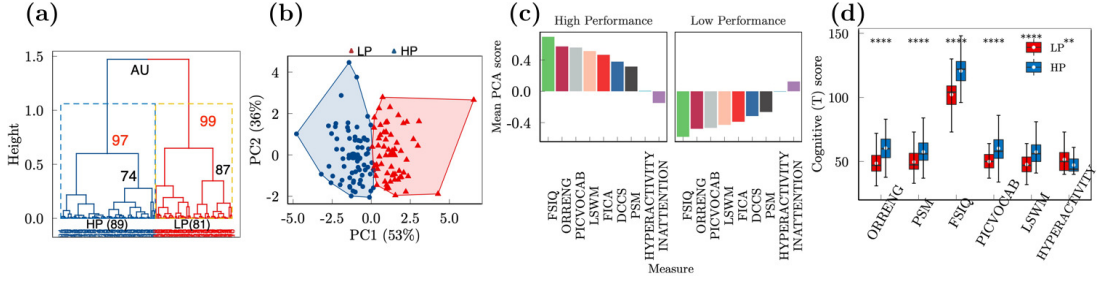 (a)
Height
1.5
1.0
0.5
0.0
AU
97
99
74
87
HP (89)
LP(81)
(b)
LP HP
PC2 (36%)
4
2
0
−2
-5.0 -2.5 0.0 2.5 5.0
PC1 (53%)
(c)
High Performance Low Performance
Mean PCA score
0.4
0.0
-0.4
FSIQ
ORRENG
PICVOCAB
LSWM
FICA
DCCS
PSM
HYPERACTIVITY
INATTENTION
FSIQ
ORRENG
PICVOCAB
LSWM
FICA
DCCS
PSM
HYPERACTIVITY
INATTENTION
Measure
(d)
Cognitive (T) score
150
100
50
**** **** **** **** **** **
LP
HP
ORRENG
PSM
FSIQ
PICVOCAB
LSWM
HYPERACTIVITY